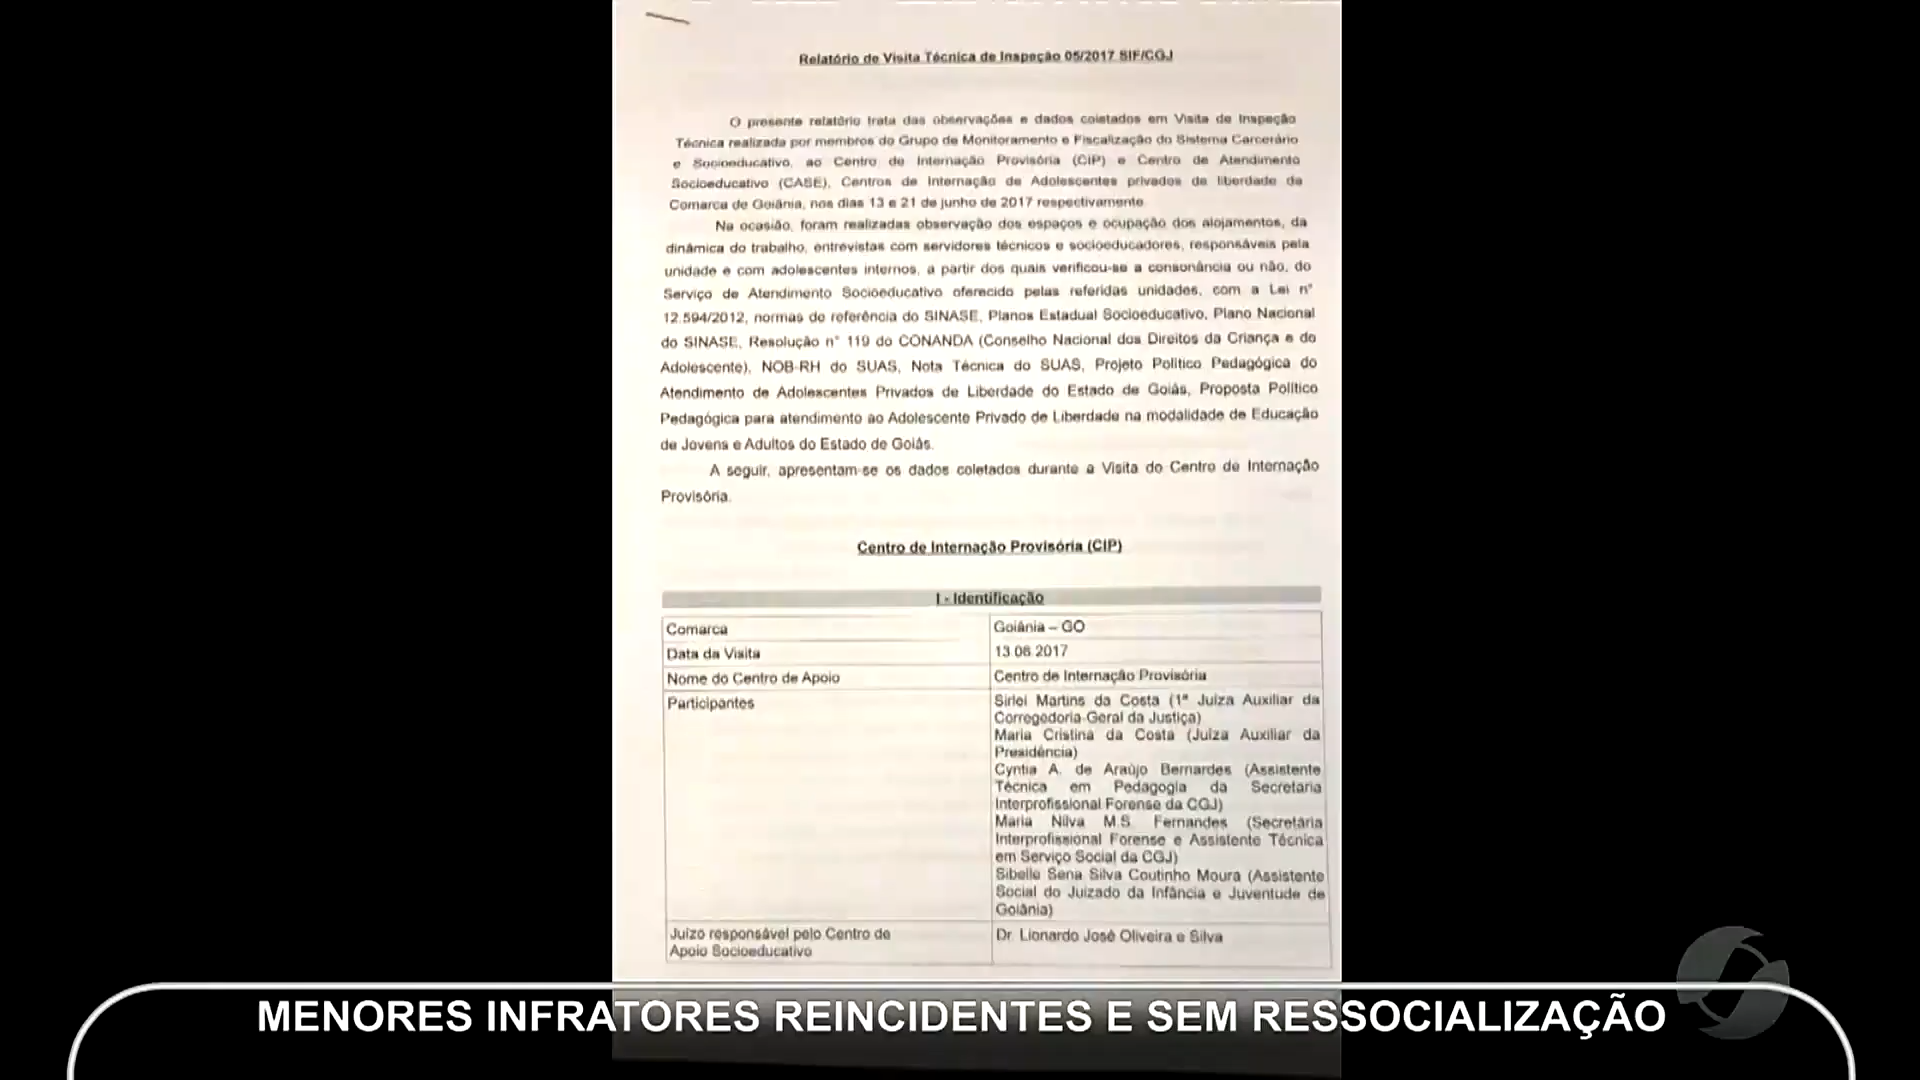 Relatório de Visita Técnica de Inspeção 05/2017 SIF/CGJ
O presente relatório trata das observações e dados coletados em Visita de Inspeção
Técnica realizada por membros do Grupo de Monitoramento e Fiscalização do Sistema Carcerário
e Socioeducativo, ao Centro de Internação Provisória (CIP) e Centro de Atendimento
Socioeducativo (CASE), Centros de Internação de Adolescentes privados de liberdade da
Comarca de Goiânia, nos dias 13 e 21 de junho de 2017 respectivamente.
Na ocasião, foram realizadas observação dos espaços e ocupação dos alojamentos, da
dinâmica do trabalho, entrevistas com servidores técnicos e socioeducadores, responsáveis pela
unidade e com adolescentes internos, a partir dos quais verificou-se a consonância ou não, do
Serviço de Atendimento Socioeducativo oferecido pelas referidas unidades, com a Lei n°
12.594/2012, normas de referência do SINASE, Planos Estadual Socioeducativo, Plano Nacional
do SINASE, Resolução n° 119 do CONANDA (Conselho Nacional dos Direitos da Criança e do
Adolescente), NOB-RH do SUAS, Nota Técnica do SUAS, Projeto Político Pedagógica do
Atendimento de Adolescentes Privados de Liberdade do Estado de Goiás, Proposta Político
Pedagógica para atendimento ao Adolescente Privado de Liberdade na modalidade de Educação
de Jovens e Adultos do Estado de Goiás.
A seguir, apresentam-se os dados coletados durante a Visita do Centro de Internação
Provisória.
Centro de Internação Provisória (CIP)
I - Identificação
Comarca
Goiânia – GO
Data da Visita
13.06.2017
Nome do Centro de Apoio
Centro de Internação Provisória
Participantes
Sirlei Martins da Costa (1ª Juíza Auxiliar da
Corregedoria-Geral da Justiça)
Maria Cristina da Costa (Juíza Auxiliar da
Presidência)
Cyntia A. de Araújo Bernardes (Assistente
Técnica em Pedagogia da Secretaria
Interprofissional Forense da CGJ)
Maria Nilva M.S. Fernandes (Secretária
Interprofissional Forense e Assistente Técnica
em Serviço Social da CGJ)
Sibelle Sena Silva Coutinho Moura (Assistente
Social do Juizado da Infância e Juventude de
Goiânia)
Juízo responsável pelo Centro de
Apoio Socioeducativo
Dr. Lionardo José Oliveira e Silva
MENORES INFRATORES REINCIDENTES E SEM RESSOCIALIZAÇÃO